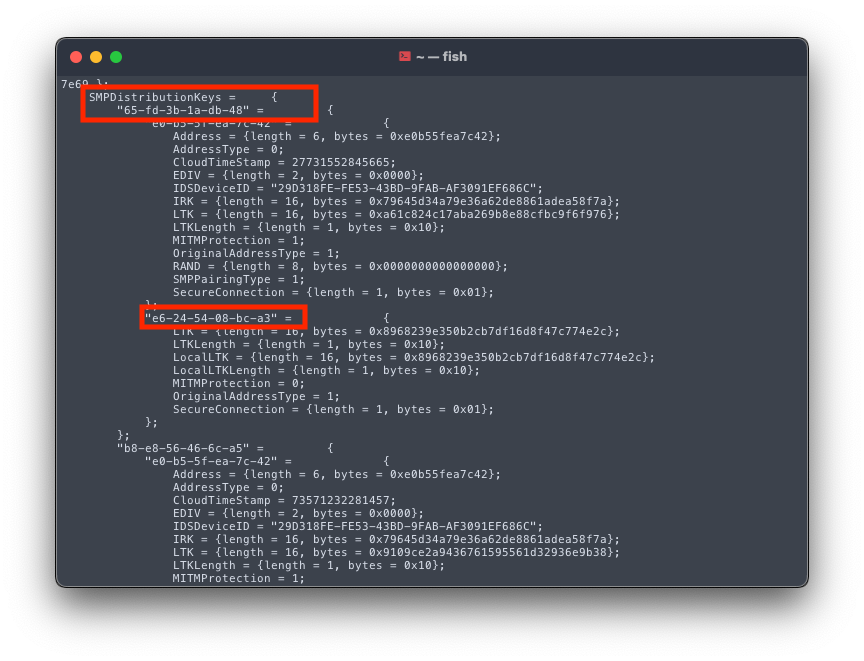 ~ — fish
7e69 };
SMPDistributionKeys =     {
"65-fd-3b-1a-db-48" =         {
"e0-b5-5f-ea-7c-42" =             {
Address = {length = 6, bytes = 0xe0b55fea7c42};
AddressType = 0;
CloudTimeStamp = 27731552845665;
EDIV = {length = 2, bytes = 0x0000};
IDSDeviceID = "29D318FE-FE53-43BD-9FAB-AF3091EF686C";
IRK = {length = 16, bytes = 0x79645d34a79e36a62de8861adea58f7a};
LTK = {length = 16, bytes = 0xa61c824c17aba269b8e88cfbc9f6f976};
LTKLength = {length = 1, bytes = 0x10};
MITMProtection = 1;
OriginalAddressType = 1;
RAND = {length = 8, bytes = 0x0000000000000000};
SMPPairingType = 1;
SecureConnection = {length = 1, bytes = 0x01};
};
"e6-24-54-08-bc-a3" =             {
LTK = {length = 16, bytes = 0x8968239e350b2cb7df16d8f47c774e2c};
LTKLength = {length = 1, bytes = 0x10};
LocalLTK = {length = 16, bytes = 0x8968239e350b2cb7df16d8f47c774e2c};
LocalLTKLength = {length = 1, bytes = 0x10};
MITMProtection = 0;
OriginalAddressType = 1;
SecureConnection = {length = 1, bytes = 0x01};
};
};
"b8-e8-56-46-6c-a5" =         {
"e0-b5-5f-ea-7c-42" =             {
Address = {length = 6, bytes = 0xe0b55fea7c42};
AddressType = 0;
CloudTimeStamp = 73571232281457;
EDIV = {length = 2, bytes = 0x0000};
IDSDeviceID = "29D318FE-FE53-43BD-9FAB-AF3091EF686C";
IRK = {length = 16, bytes = 0x79645d34a79e36a62de8861adea58f7a};
LTK = {length = 16, bytes = 0x9109ce2a9436761595561d32936e9b38};
LTKLength = {length = 1, bytes = 0x10};
MITMProtection = 1;